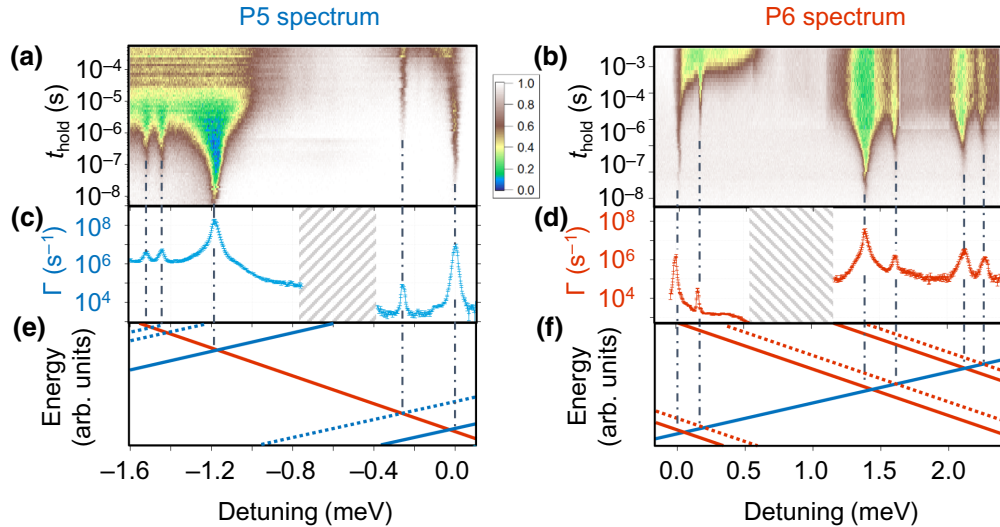 P5 spectrum
P6 spectrum
(a)
t_hold (s)
10⁻⁴
10⁻⁵
10⁻⁶
10⁻⁷
10⁻⁸
1.0
0.8
0.6
0.4
0.2
0.0
(b)
t_hold (s)
10⁻³
10⁻⁴
10⁻⁵
10⁻⁶
10⁻⁷
10⁻⁸
(c)
Γ (s⁻¹)
10⁸
10⁶
10⁴
(d)
Γ (s⁻¹)
10⁸
10⁶
10⁴
(e)
Energy
(arb. units)
(f)
Energy
(arb. units)
–1.6 –1.2 –0.8 –0.4 0.0
Detuning (meV)
0.0 0.5 1.0 1.5 2.0
Detuning (meV)